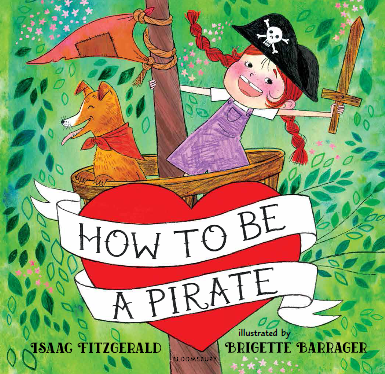 HOW TO BE
A PIRATE
ISAAC FITZGERALD
BLOOMSBURY
illustrated by
BRIGETTE BARRAGER